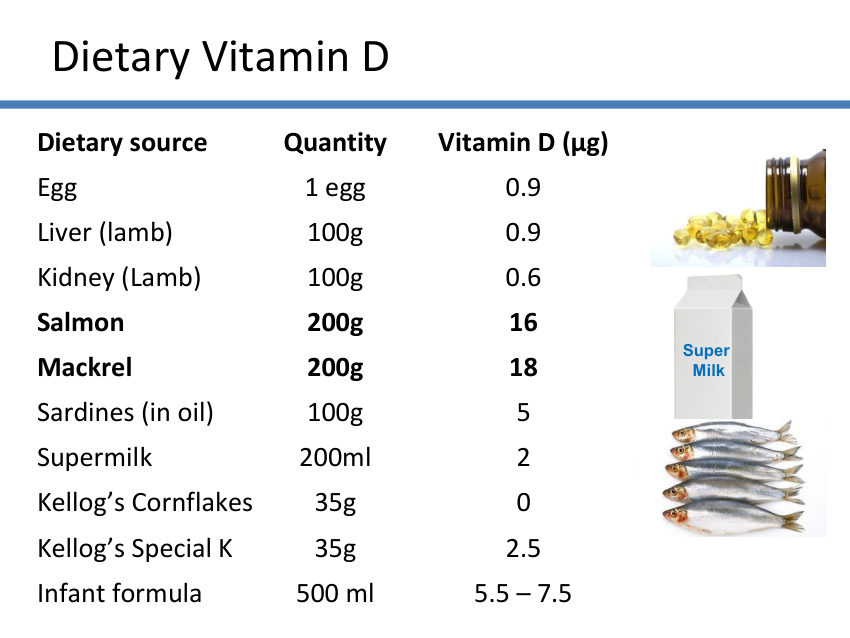 Dietary Vitamin D
Dietary source Quantity Vitamin D (µg)
Egg 1 egg 0.9
Liver (lamb) 100g 0.9
Kidney (Lamb) 100g 0.6
Salmon 200g 16
Mackrel 200g 18
Sardines (in oil) 100g 5
Supermilk 200ml 2
Kellog’s Cornflakes 35g 0
Kellog’s Special K 35g 2.5
Infant formula 500 ml 5.5 – 7.5
Super
Milk